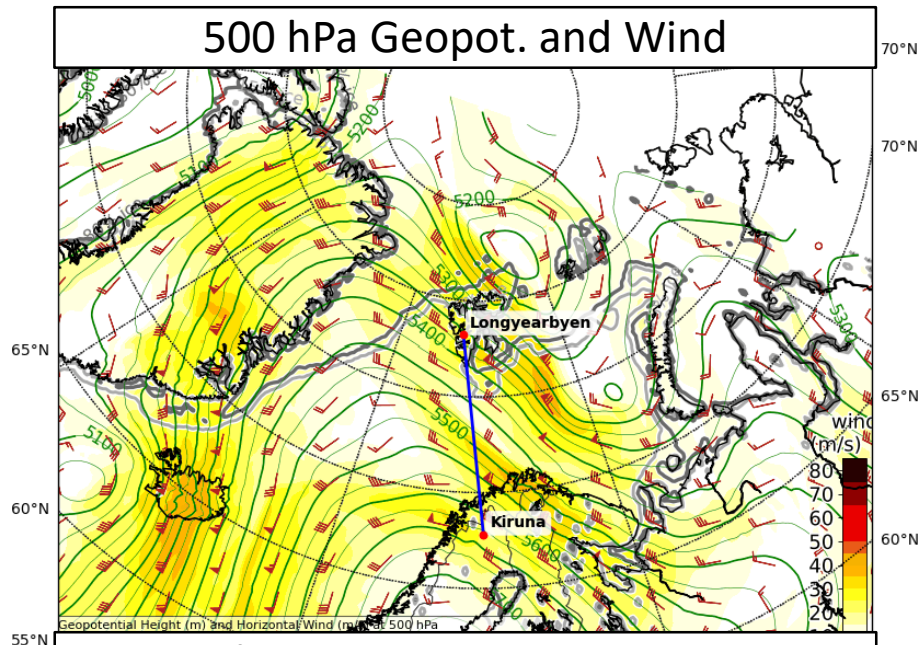 500 hPa Geopot. and Wind
70°N
500
5200
70°N
5100
5200
5300
Longyearbyen
5300
5400
65°N
5500
65°N
5100
wind
(m/s)
80
70
60°N
Kiruna
60
5600
50
60°N
40
30
20
Geopotential Height (m) and Horizontal Wind (m/s) at 500 hPa
55°N